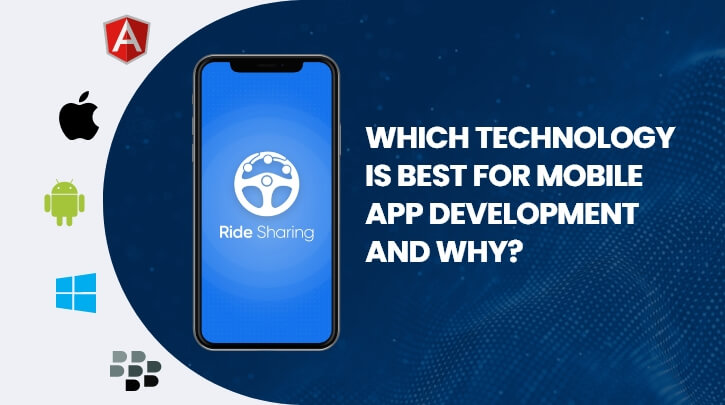 A
Ride Sharing
WHICH TECHNOLOGY
IS BEST FOR MOBILE
APP DEVELOPMENT
AND WHY?